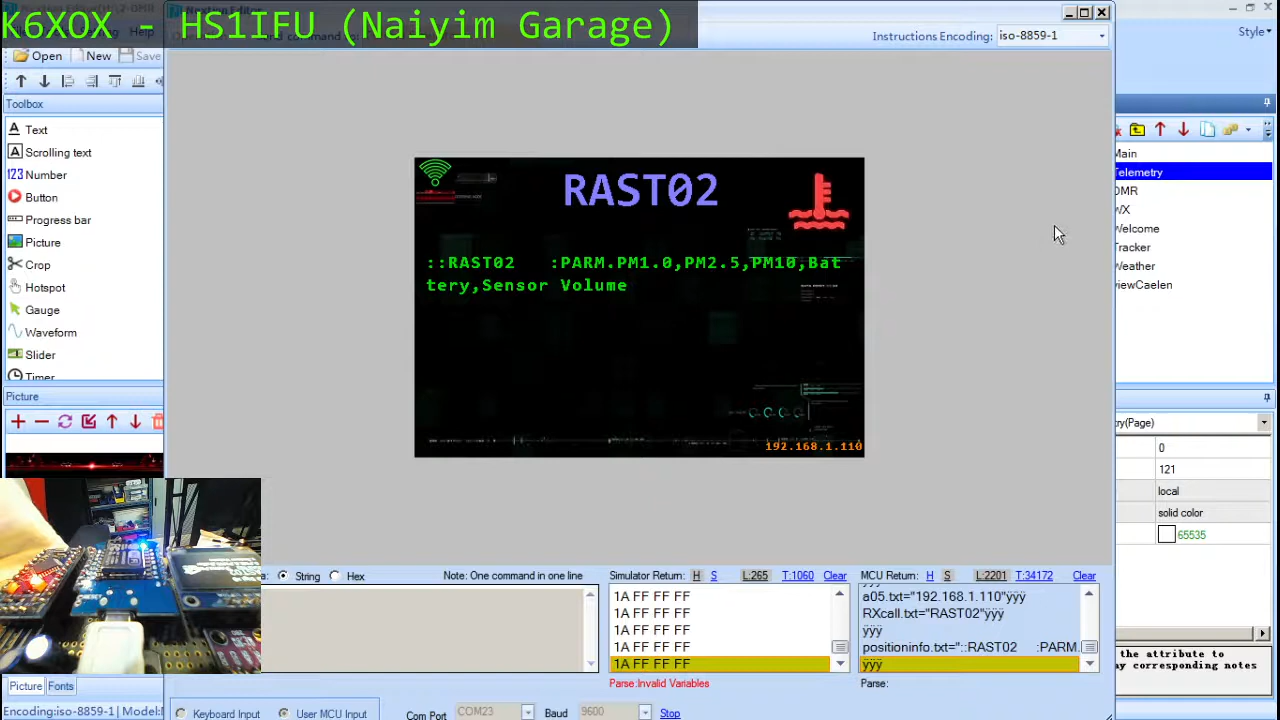 K6XOX - HS1IFU (Naiyim Garage)
Instructions Encoding: iso-8859-1
Style
Open New Save
Toolbox
Text
Scrolling text
Number
Button
Progress bar
Picture
Crop
Hotspot
Gauge
Waveform
Slider
Timer
Picture
Picture Fonts
RAST02
::RAST02 :PARM.PM1.0,PM2.5,PM10,Bat
tery,Sensor Volume
192.168.1.110
Main
Telemetry
DMR
WX
Welcome
Tracker
Weather
viewCaelen
ry(Page)
0
121
local
solid color
65535
the attribute to
y corresponding notes
a: String Hex Note: One command in one line
Simulator Return: H S L:265 T:1060 Clear
1A FF FF FF
1A FF FF FF
1A FF FF FF
1A FF FF FF
1A FF FF FF
Parse:Invalid Variables
MCU Return: H S L:2201 T:34172 Clear
a05.txt="192.168.1.110"ÿÿÿ
RXcall.txt="RAST02"ÿÿÿ
ÿÿÿ
positioninfo.txt="::RAST02 :PARM.
ÿÿÿ
Parse:
Keyboard Input User MCU Input Com Port COM23 Baud 9600 Stop
Encoding:iso-8859-1 Model: